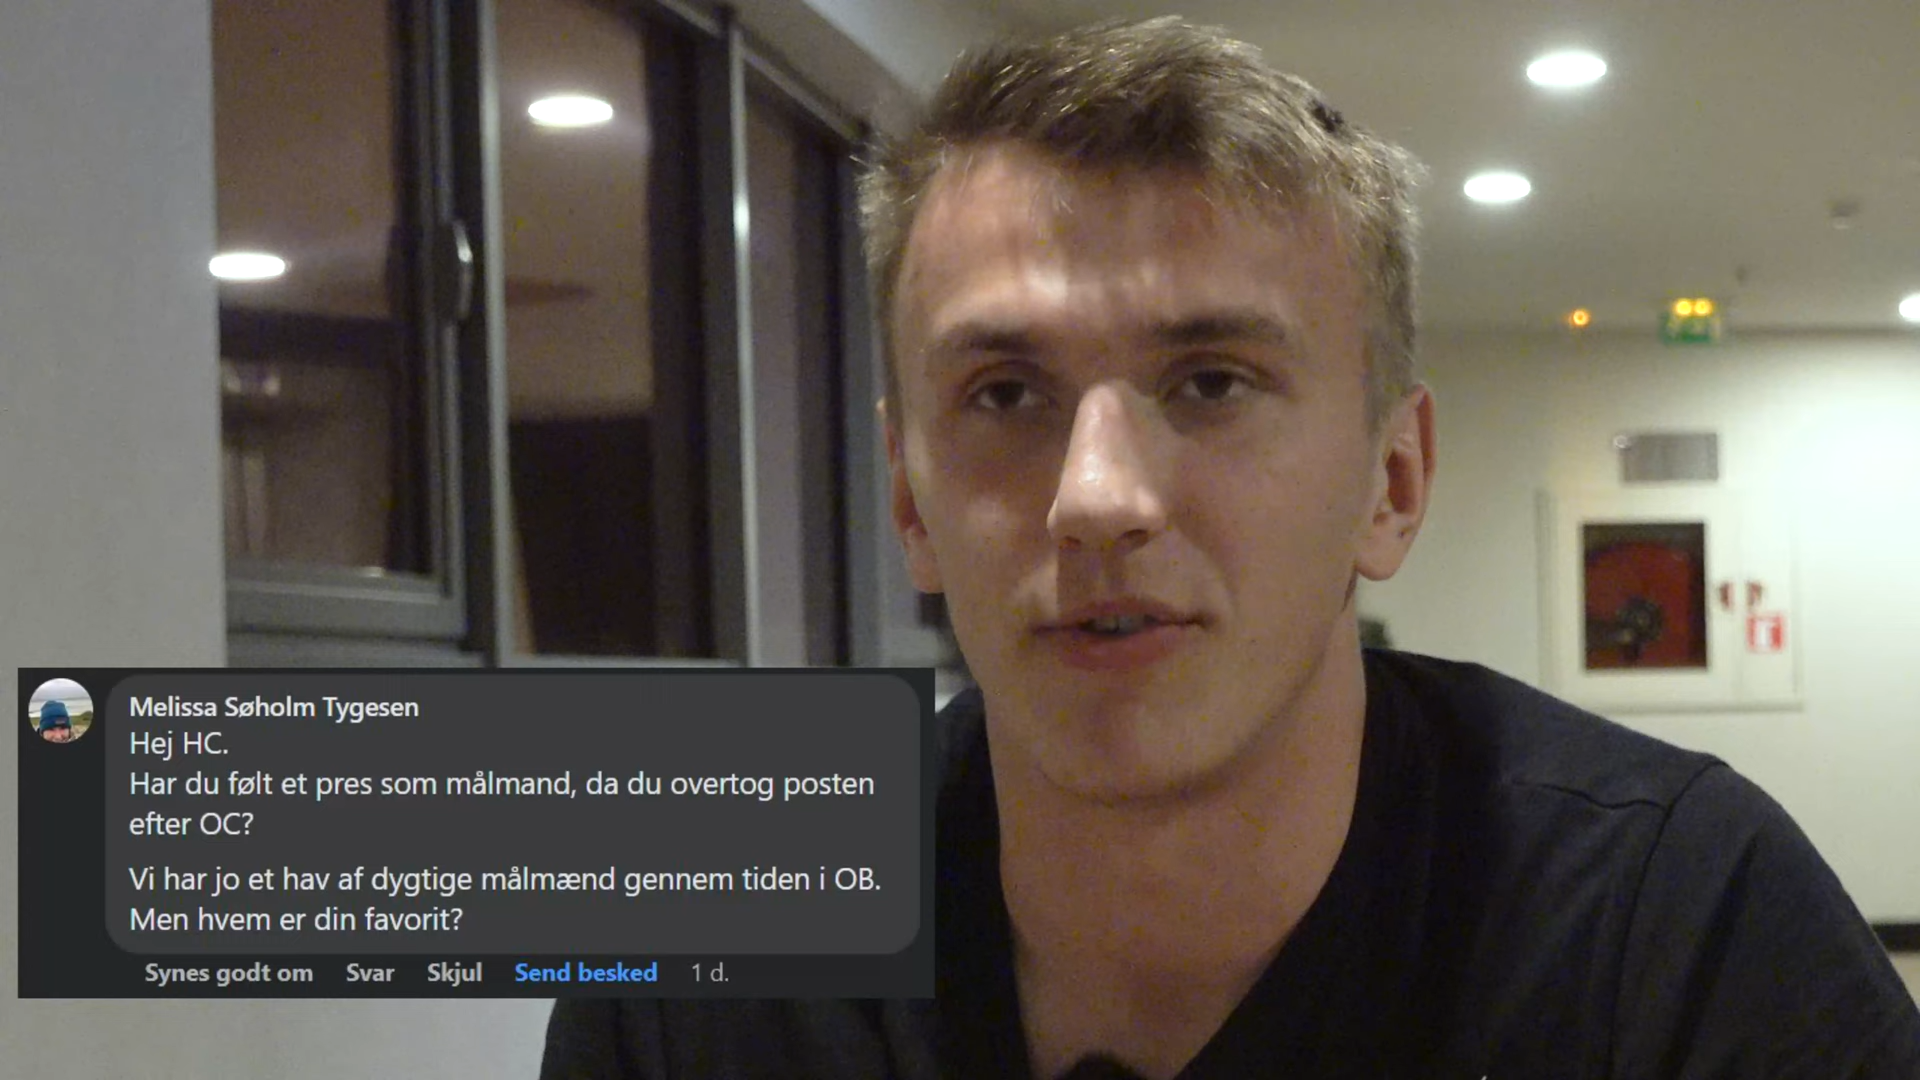 Melissa Søholm Tygesen
Hej HC.
Har du følt et pres som målmand, da du overtog posten
efter OC?
Vi har jo et hav af dygtige målmænd gennem tiden i OB.
Men hvem er din favorit?
Synes godt om Svar Skjul Send besked 1 d.